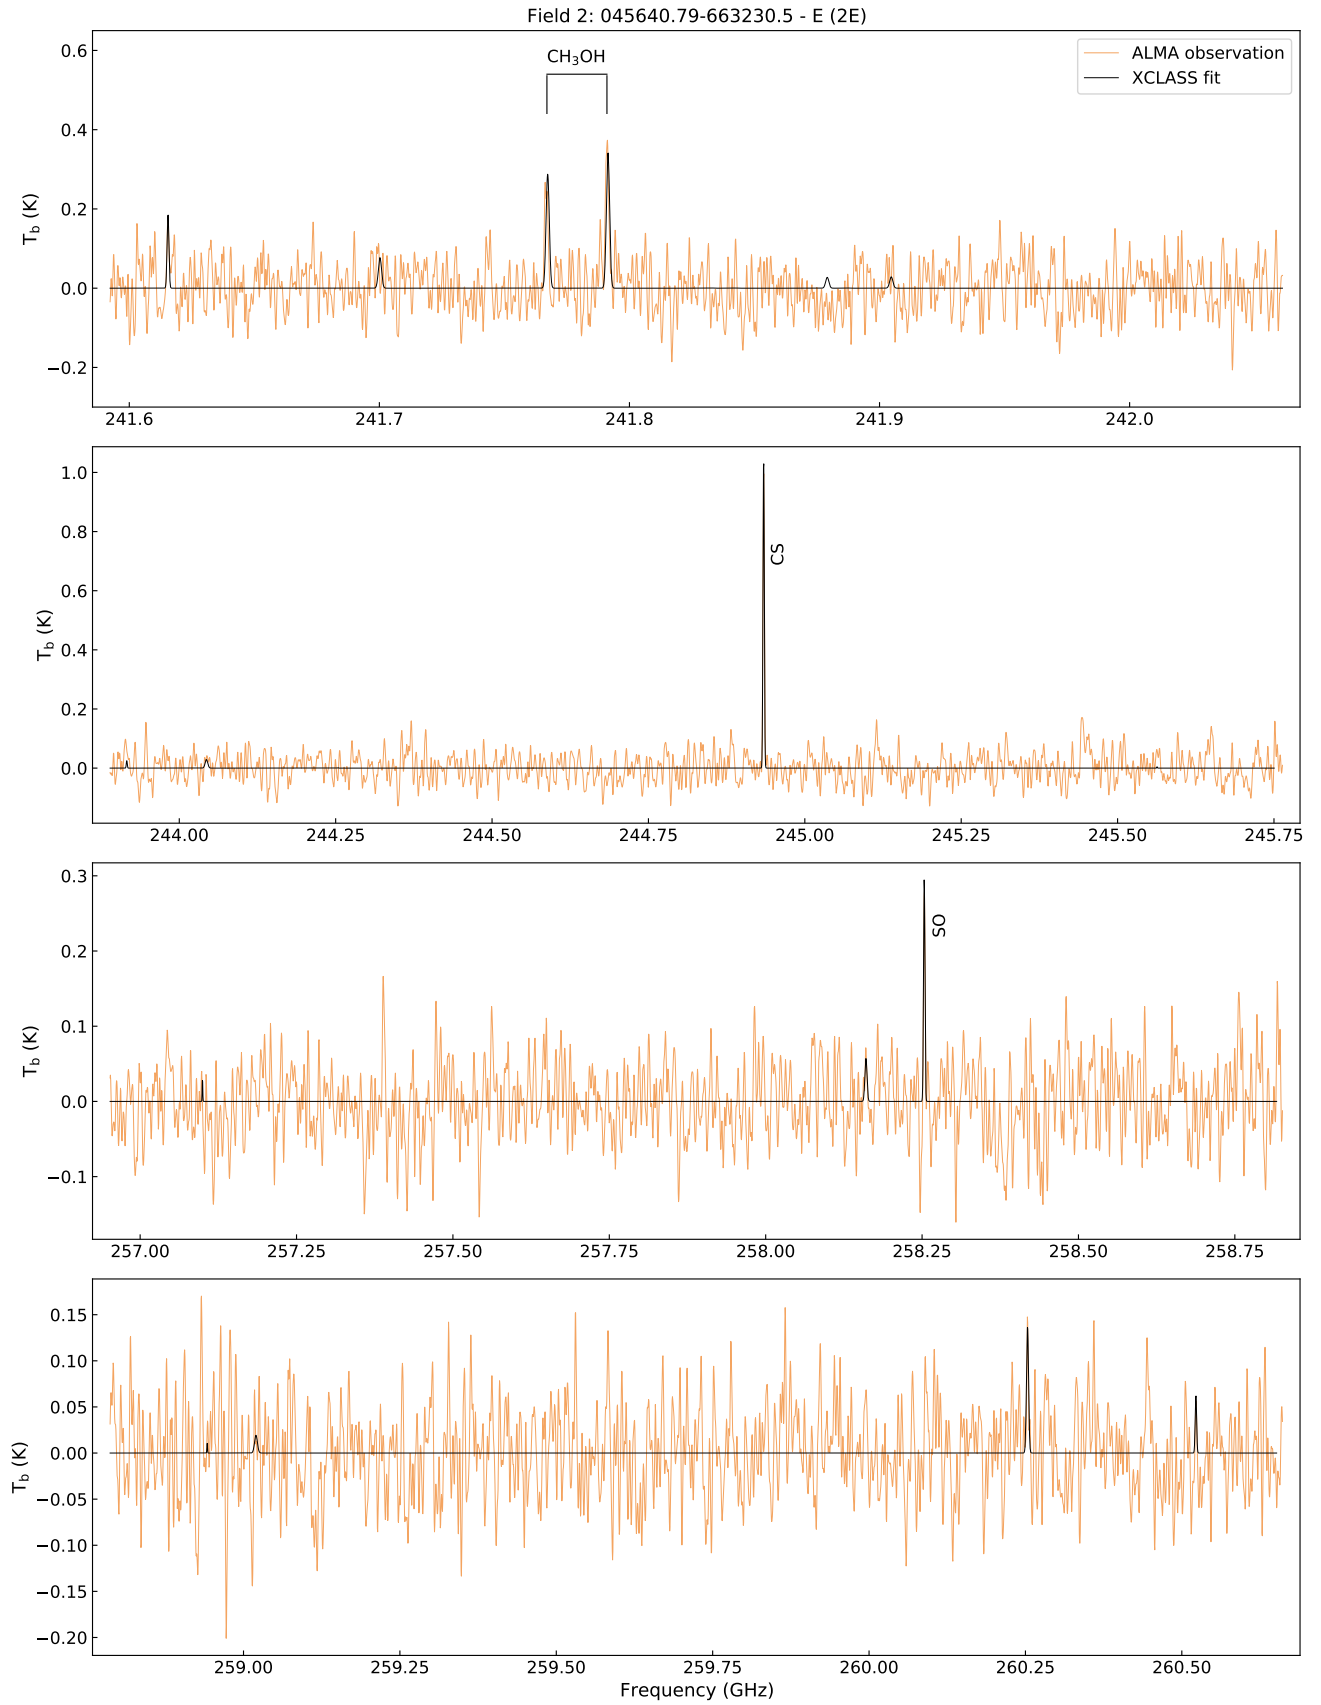 Field 2: 045640.79-663230.5 - E (2E)
CH₃OH
ALMA observation
XCLASS fit
T_b (K)
0.6
0.4
0.2
0.0
−0.2
241.6 241.7 241.8 241.9 242.0
CS
T_b (K)
1.0
0.8
0.6
0.4
0.2
0.0
244.00 244.25 244.50 244.75 245.00 245.25 245.50 245.75
SO
T_b (K)
0.3
0.2
0.1
0.0
−0.1
257.00 257.25 257.50 257.75 258.00 258.25 258.50 258.75
T_b (K)
0.15
0.10
0.05
0.00
−0.05
−0.10
−0.15
−0.20
259.00 259.25 259.50 259.75 260.00 260.25 260.50
Frequency (GHz)